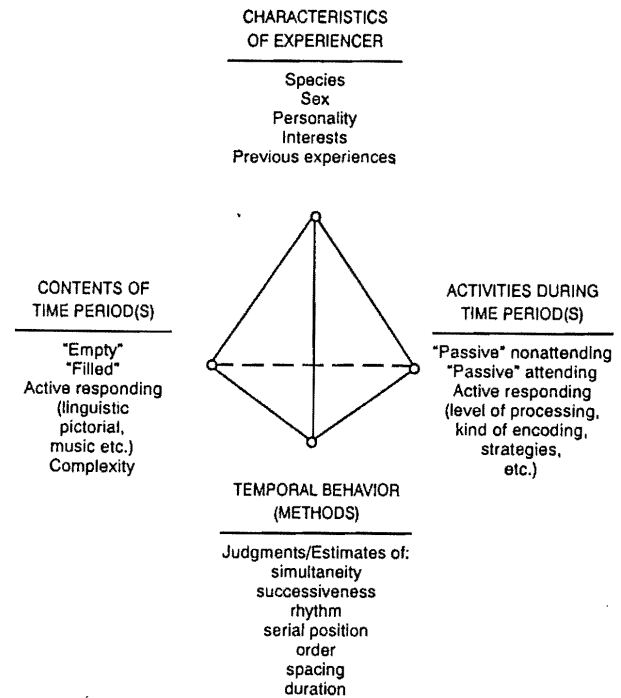 CHARACTERISTICS
OF EXPERIENCER
Species
Sex
Personality
Interests
Previous experiences
CONTENTS OF
TIME PERIOD(S)
"Empty"
"Filled"
Active responding
(linguistic
pictorial,
music etc.)
Complexity
ACTIVITIES DURING
TIME PERIOD(S)
"Passive" nonattending
"Passive" attending
Active responding
(level of processing,
kind of encoding,
strategies,
etc.)
TEMPORAL BEHAVIOR
(METHODS)
Judgments/Estimates of:
simultaneity
successiveness
rhythm
serial position
order
spacing
duration